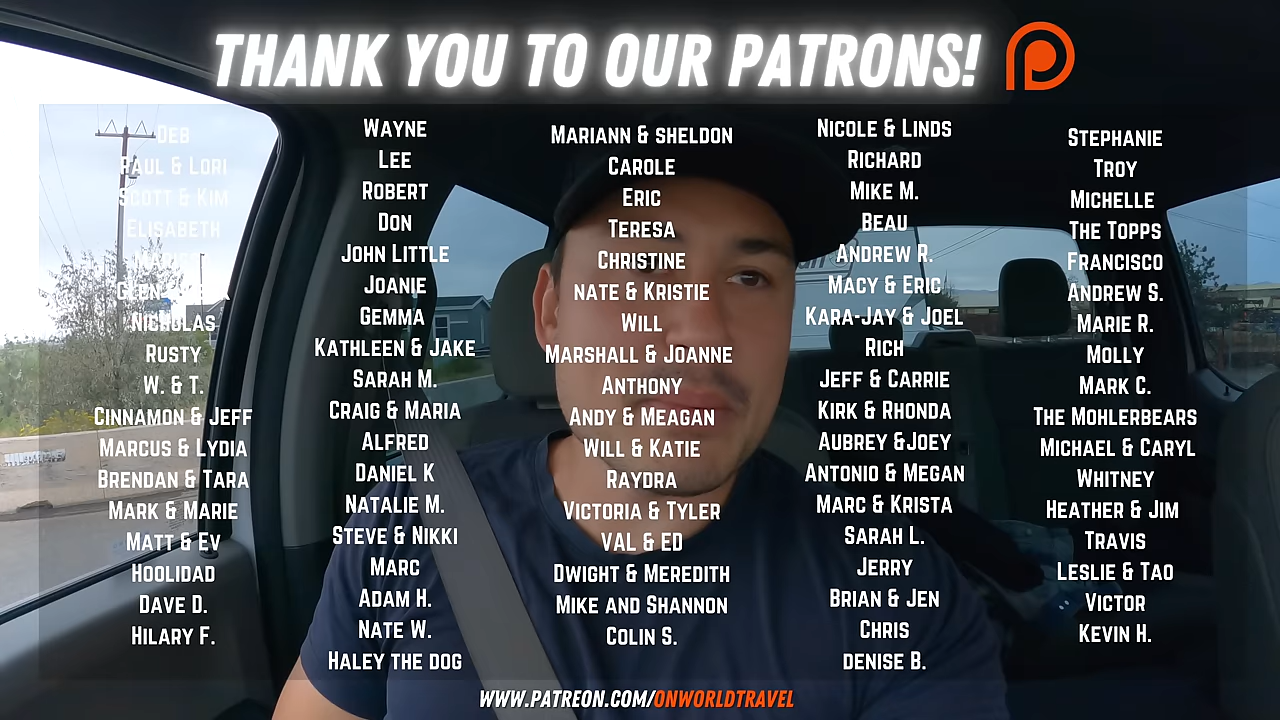 THANK YOU TO OUR PATRONS!
DEB
PAUL & LORI
SCOTT & KIM
ELISABETH
NICHOLAS
RUSTY
W. & T.
CINNAMON & JEFF
MARCUS & LYDIA
BRENDAN & TARA
MARK & MARIE
MATT & EV
HOOLIDAD
DAVE D.
HILARY F.
WAYNE
LEE
ROBERT
DON
JOHN LITTLE
JOANIE
GEMMA
KATHLEEN & JAKE
SARAH M.
CRAIG & MARIA
ALFRED
DANIEL K
NATALIE M.
STEVE & NIKKI
MARC
ADAM H.
NATE W.
HALEY THE DOG
MARIANN & SHELDON
CAROLE
ERIC
TERESA
CHRISTINE
NATE & KRISTIE
WILL
MARSHALL & JOANNE
ANTHONY
ANDY & MEAGAN
WILL & KATIE
RAYDRA
VICTORIA & TYLER
VAL & ED
DWIGHT & MEREDITH
MIKE AND SHANNON
COLIN S.
NICOLE & LINDS
RICHARD
MIKE M.
BEAU
ANDREW R.
MACY & ERIC
KARA-JAY & JOEL
RICH
JEFF & CARRIE
KIRK & RHONDA
AUBREY &JOEY
ANTONIO & MEGAN
MARC & KRISTA
SARAH L.
JERRY
BRIAN & JEN
CHRIS
DENISE B.
STEPHANIE
TROY
MICHELLE
THE TOPPS
FRANCISCO
ANDREW S.
MARIE R.
MOLLY
MARK C.
THE MOHLERBEARS
MICHAEL & CARYL
WHITNEY
HEATHER & JIM
TRAVIS
LESLIE & TAO
VICTOR
KEVIN H.
WWW.PATREON.COM/ONWORLDTRAVEL